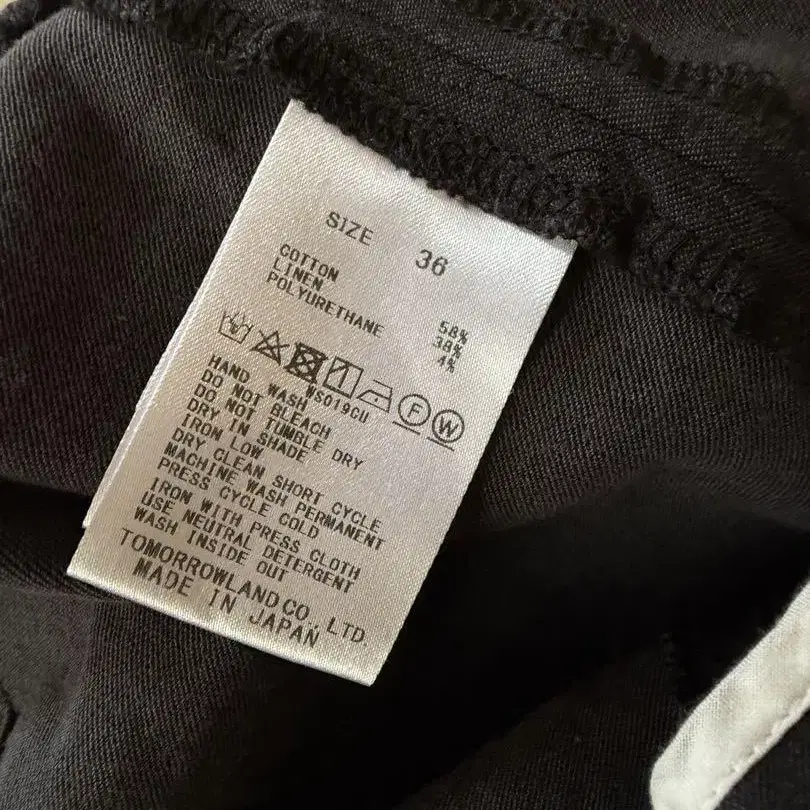 SIZE 36
COTTON 58%
LINEN 38%
POLYURETHANE 4%
F W
WS019CU
HAND WASH
DO NOT BLEACH
DO NOT TUMBLE DRY
DRY IN SHADE
IRON LOW
DRY CLEAN SHORT CYCLE
MACHINE WASH PERMANENT
PRESS CYCLE COLD
IRON WITH PRESS CLOTH
USE NEUTRAL DETERGENT
WASH INSIDE OUT
TOMORROWLAND CO., LTD.
MADE IN JAPAN